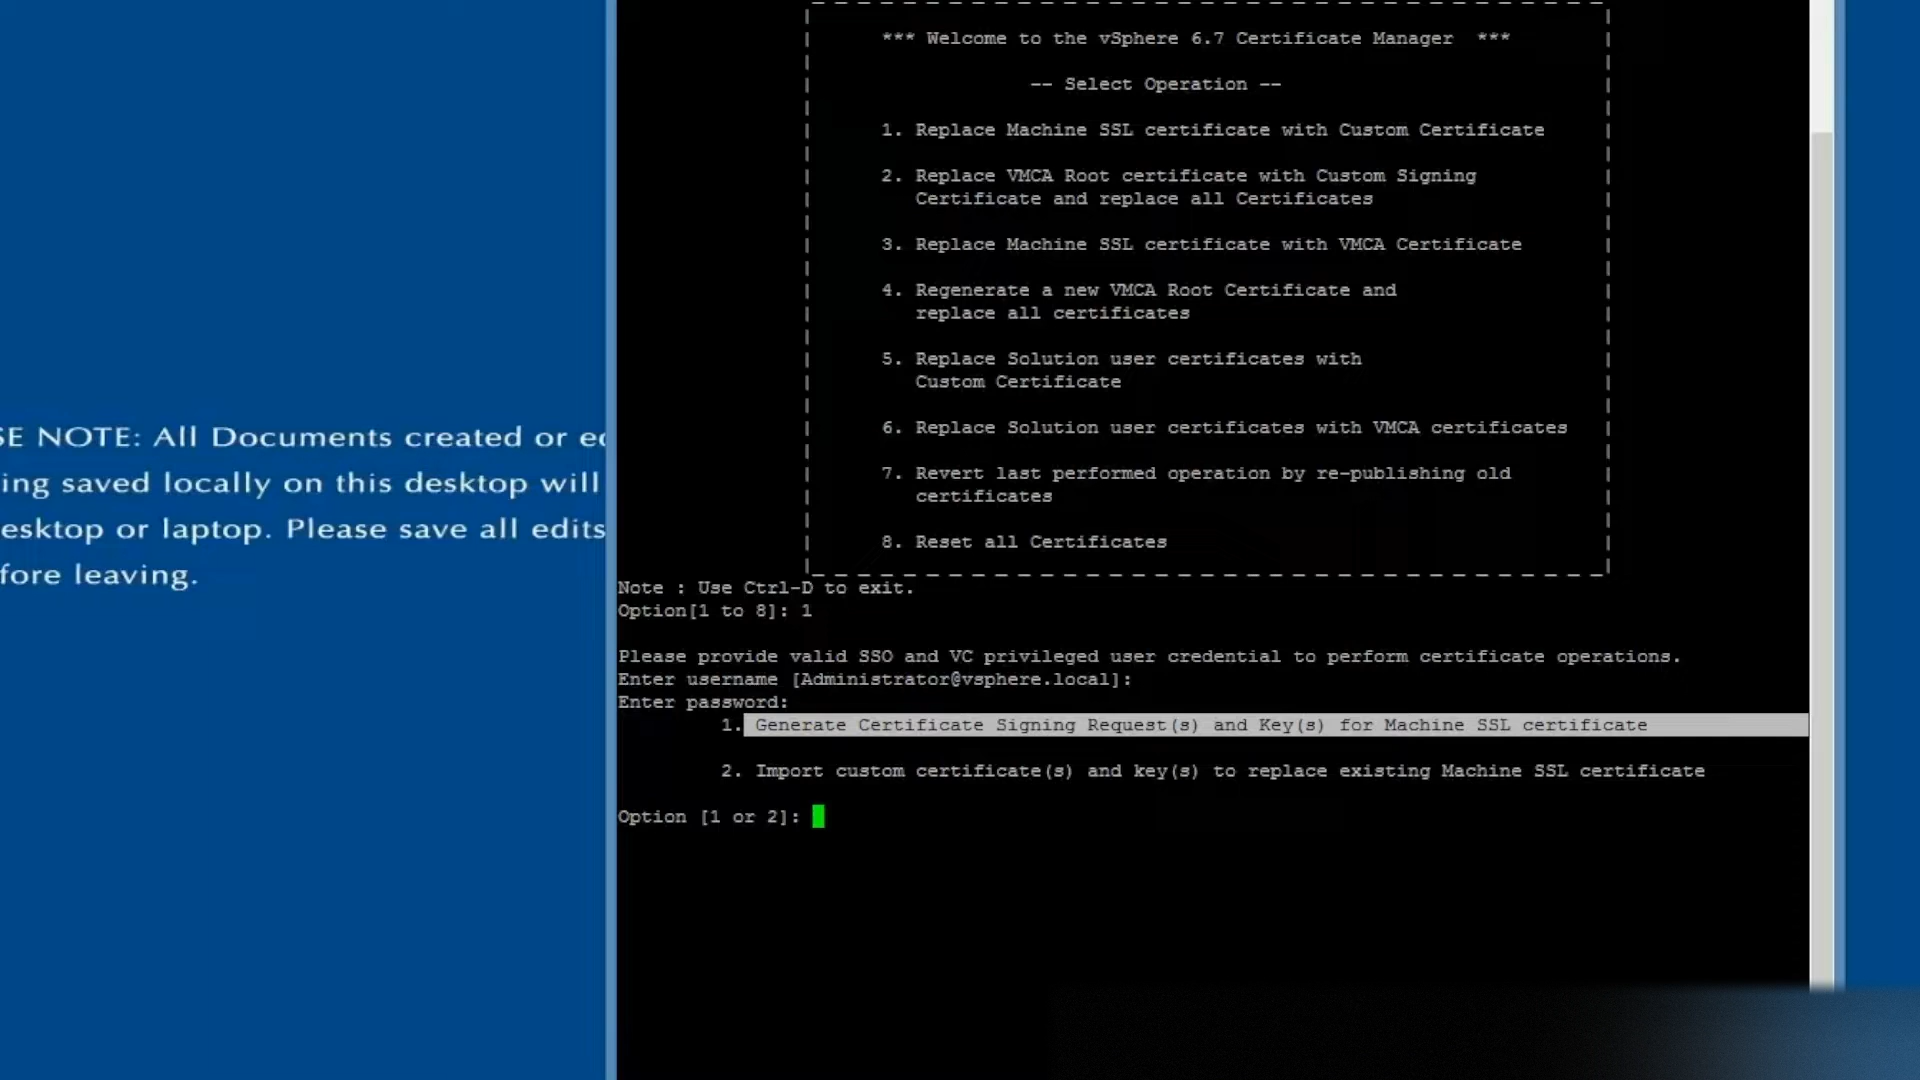 *** Welcome to the vSphere 6.7 Certificate Manager ***
-- Select Operation --
1. Replace Machine SSL certificate with Custom Certificate
2. Replace VMCA Root certificate with Custom Signing
Certificate and replace all Certificates
3. Replace Machine SSL certificate with VMCA Certificate
4. Regenerate a new VMCA Root Certificate and
replace all certificates
5. Replace Solution user certificates with
Custom Certificate
6. Replace Solution user certificates with VMCA certificates
7. Revert last performed operation by re-publishing old
certificates
8. Reset all Certificates
Note : Use Ctrl-D to exit.
Option[1 to 8]: 1
Please provide valid SSO and VC privileged user credential to perform certificate operations.
Enter username [Administrator@vsphere.local]:
Enter password:
1. Generate Certificate Signing Request(s) and Key(s) for Machine SSL certificate
2. Import custom certificate(s) and key(s) to replace existing Machine SSL certificate
Option [1 or 2]:
SE NOTE: All Documents created or ed
ing saved locally on this desktop will
esktop or laptop. Please save all edits
fore leaving.